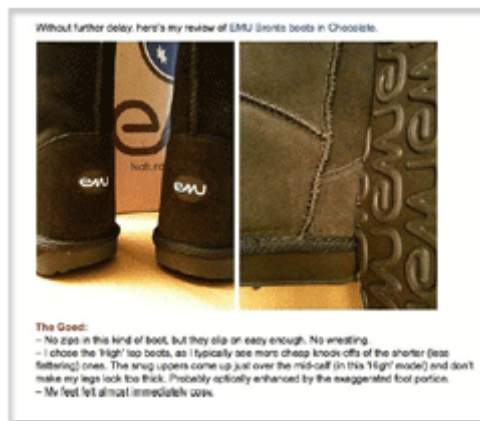 Without further delay, here's my review of EMU Bronte boots in Chocolate.
emu
emu
The Good:
– No zips in this kind of boot, but they slip on easy enough. No wrestling.
– I chose the 'High' top boots, as I typically see more cheap knock-offs of the shorter (less
flattering) ones. The snug uppers come up just over the mid-calf (in this 'High' model) and don't
make my legs look too thick. Probably optically enhanced by the exaggerated foot portion.
– My feet felt almost immediately cosy.